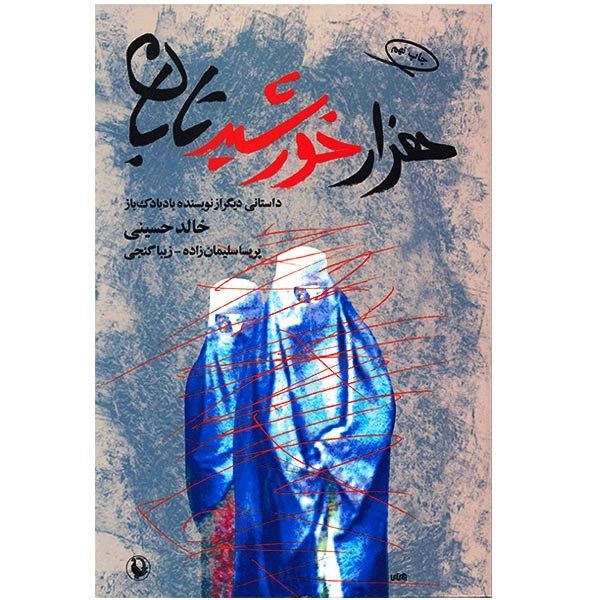 چاپ نهم
هزار خورشید تابان
داستانی دیگر از نویسنده بادبادک‌باز
خالد حسینی
پریسا سلیمان‌زاده - زیبا گنجی